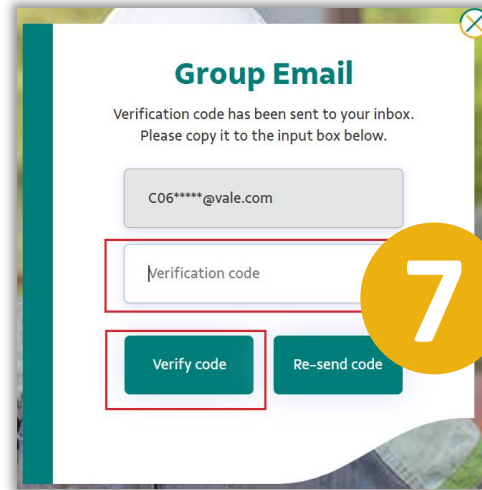 Group Email
Verification code has been sent to your inbox.
Please copy it to the input box below.
C06*****@vale.com
Verification code
7
Verify code
Re-send code